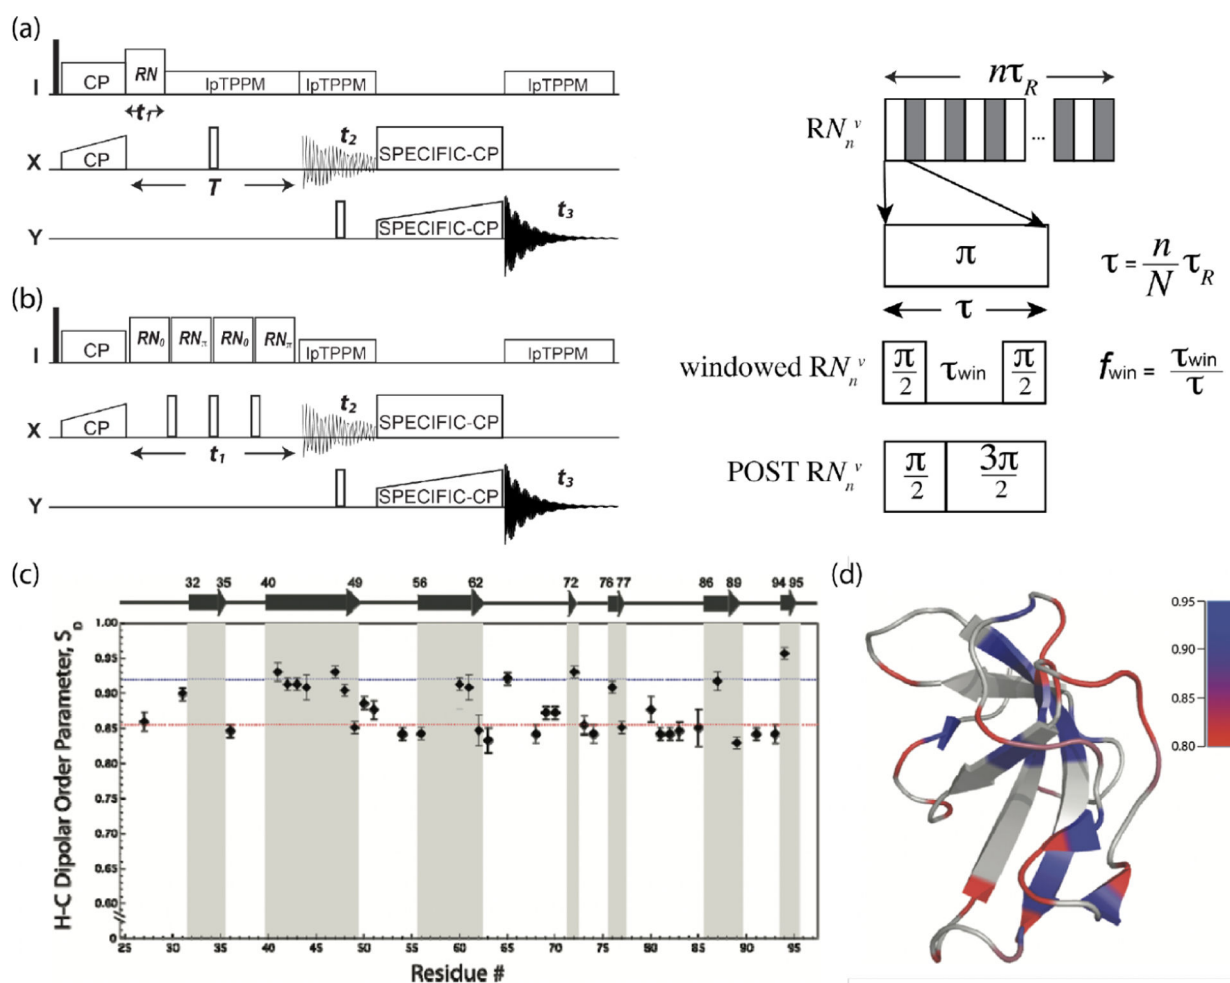 (a)
I
CP
RN
lpTPPM
lpTPPM
lpTPPM
t1
X
CP
T
t2
SPECIFIC-CP
Y
SPECIFIC-CP
t3
(b)
I
CP
RN0
RNπ
RN0
RNπ
lpTPPM
lpTPPM
X
CP
t1
t2
SPECIFIC-CP
Y
SPECIFIC-CP
t3
nτR
RNnν
...
π
τ = n/N τR
τ
windowed RNnν
π/2 τwin π/2
fwin = τwin/τ
POST RNnν
π/2 3π/2
(c)
32 35 40 49 56 62 72 76 77 86 89 94 95
H-C Dipolar Order Parameter, SD
1.00
0.95
0.90
0.85
0.80
0.75
0.70
0.65
0.60
0
25 30 35 40 45 50 55 60 65 70 75 80 85 90 95
Residue #
(d)
0.95
0.90
0.85
0.80